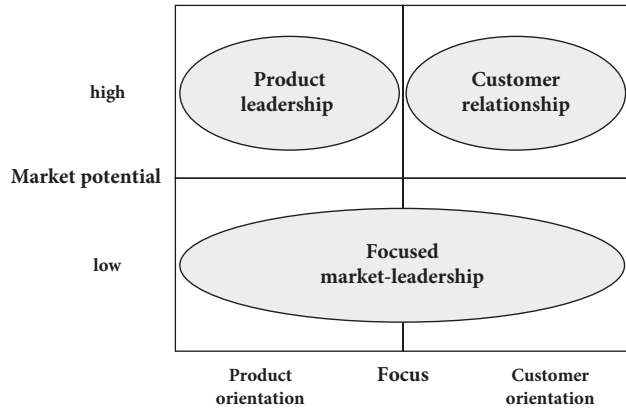 Product
leadership
Customer
relationship
high
Market potential
Focused
market-leadership
low
Product
orientation
Focus
Customer
orientation